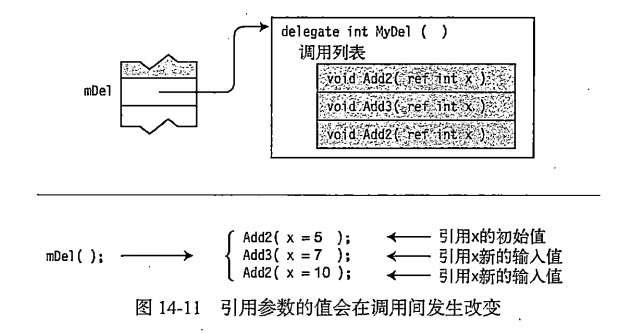 delegate int MyDel ( )
调用列表
mDel
void Add2( ref int x )
void Add3( ref int x )
void Add2( ref int x )
mDel( );
Add2( x = 5 ); 引用x的初始值
Add3( x = 7 ); 引用x新的输入值
Add2( x = 10 ); 引用x新的输入值
图 14-11 引用参数的值会在调用间发生改变